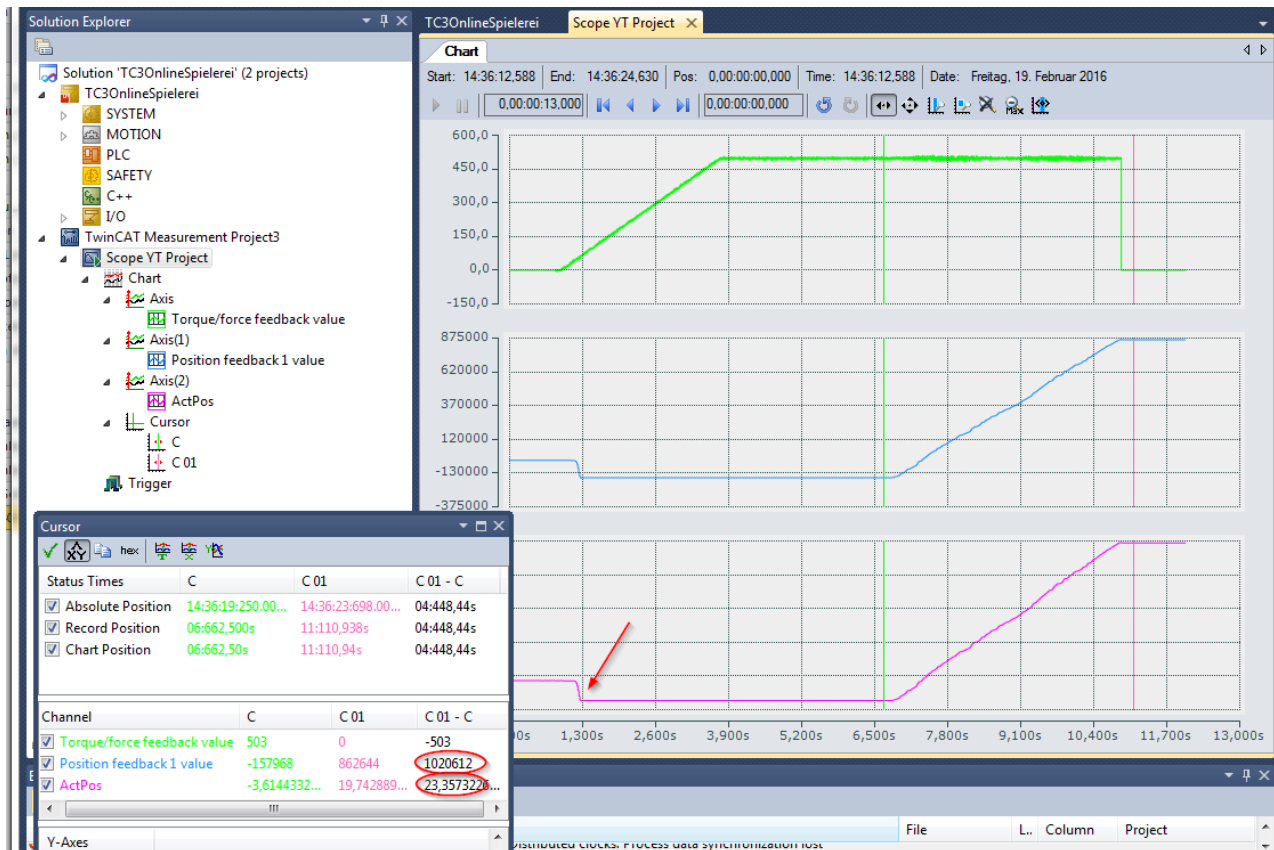 Solution Explorer
TC3OnlineSpielerei
Scope YT Project
Chart
Start: 14:36:12,588 End: 14:36:24,630 Pos: 0,00:00:00,000 Time: 14:36:12,588 Date: Freitag, 19. Februar 2016
0,00:00:13,000 0,00:00:00,000
Solution 'TC3OnlineSpielerei' (2 projects)
TC3OnlineSpielerei
SYSTEM
MOTION
PLC
SAFETY
C++
I/O
TwinCAT Measurement Project3
Scope YT Project
Chart
Axis
Torque/force feedback value
Axis(1)
Position feedback 1 value
Axis(2)
ActPos
Cursor
C
C 01
Trigger
600,0
450,0
300,0
150,0
0,0
-150,0
875000
620000
370000
120000
-130000
-375000
0s 1,300s 2,600s 3,900s 5,200s 6,500s 7,800s 9,100s 10,400s 11,700s 13,000s
Cursor
hex
Status Times C C 01 C 01 - C
Absolute Position 14:36:19:250.00... 14:36:23:698.00... 04:448,44s
Record Position 06:662,500s 11:110,938s 04:448,44s
Chart Position 06:662,50s 11:110,94s 04:448,44s
Channel C C 01 C 01 - C
Torque/force feedback value 503 0 -503
Position feedback 1 value -157968 862644 1020612
ActPos -3,6144332... 19,742889... 23,3573226...
Y-Axes
File L.. Column Project
Distributed clocks. Process data synchronization lost